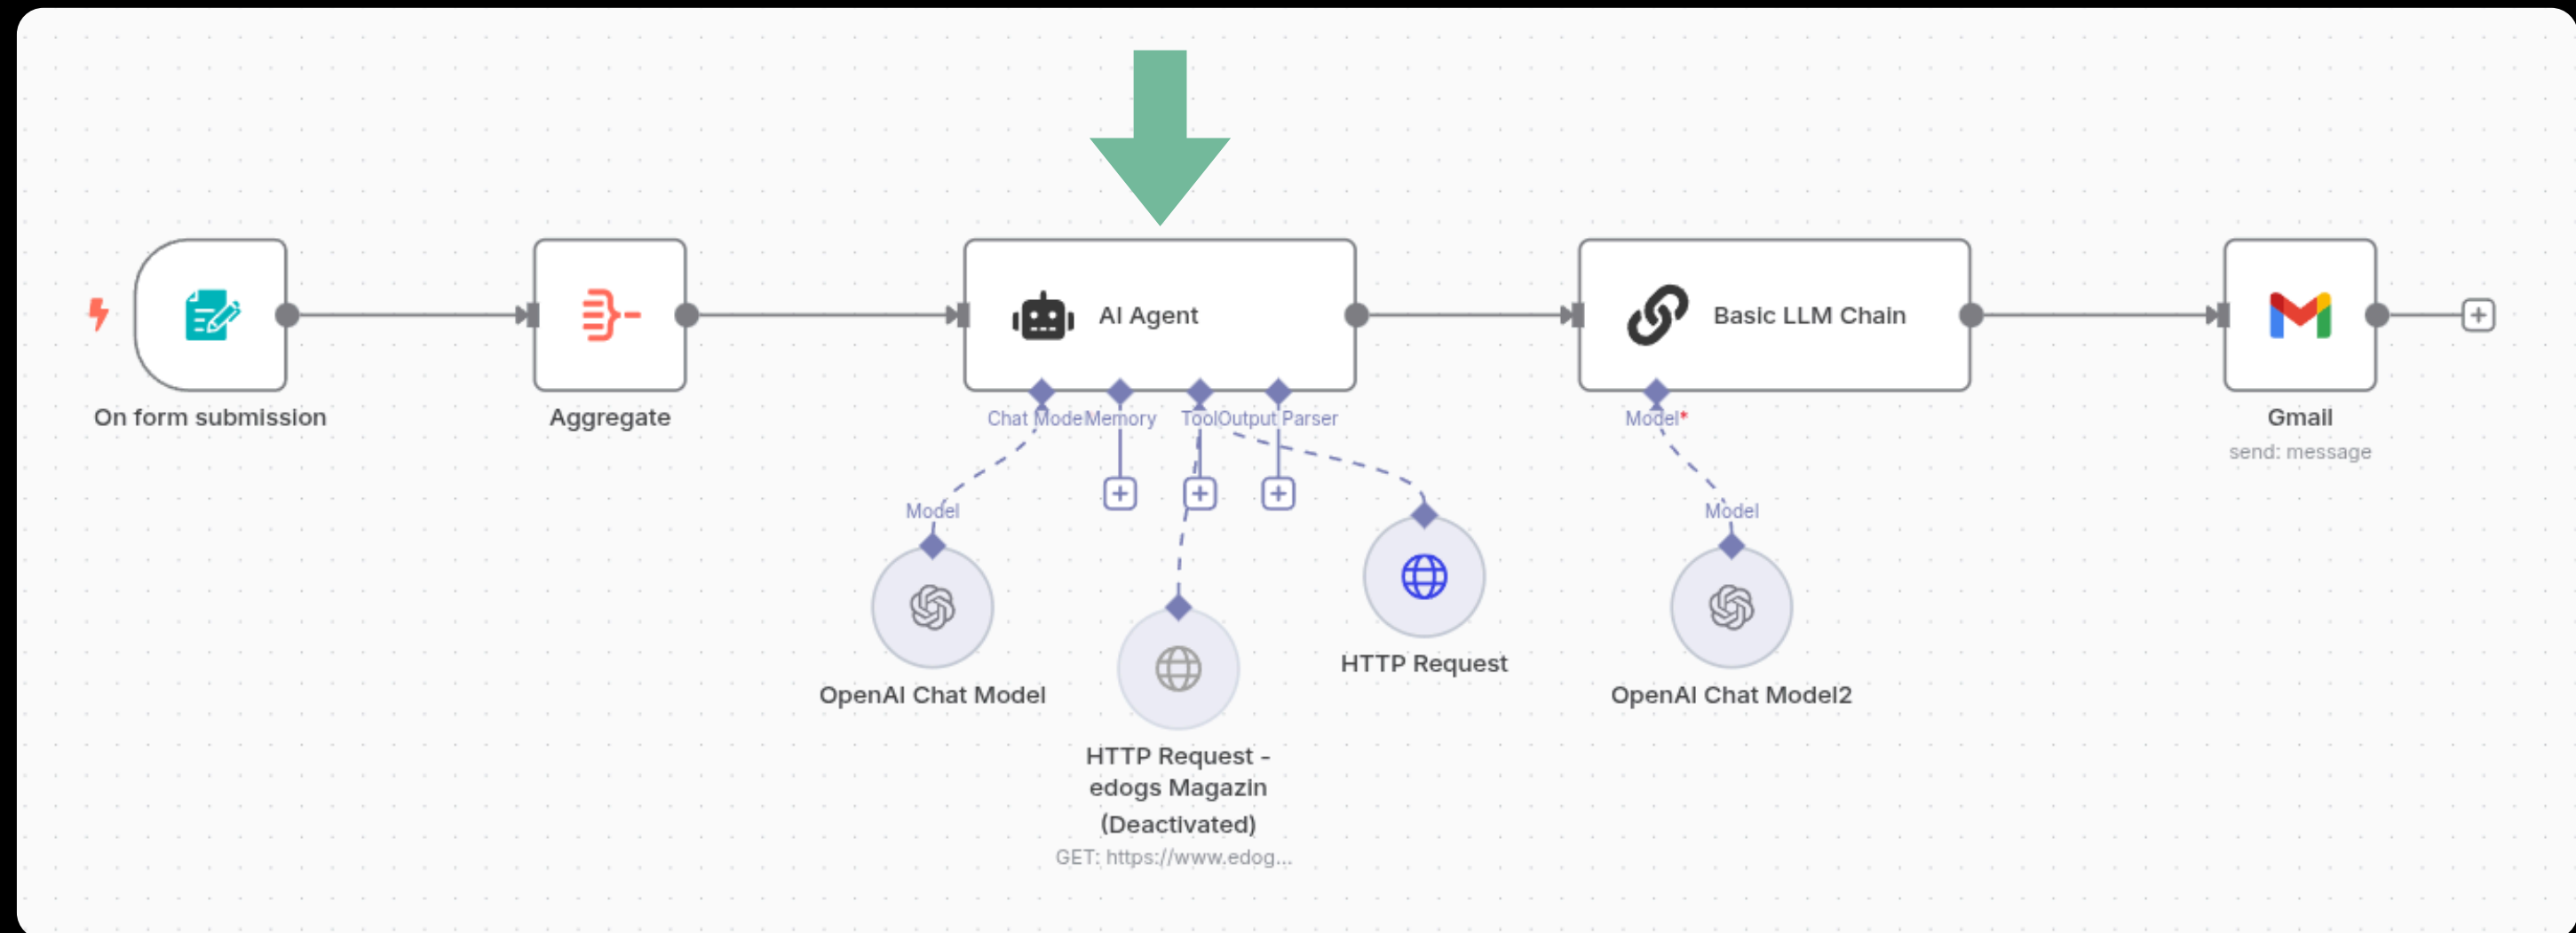 On form submission
Aggregate
AI Agent
Chat Model
Memory
Tool
Output Parser
Basic LLM Chain
Model*
Gmail
send: message
Model
OpenAI Chat Model
HTTP Request -
edogs Magazin
(Deactivated)
GET: https://www.edog...
HTTP Request
Model
OpenAI Chat Model2